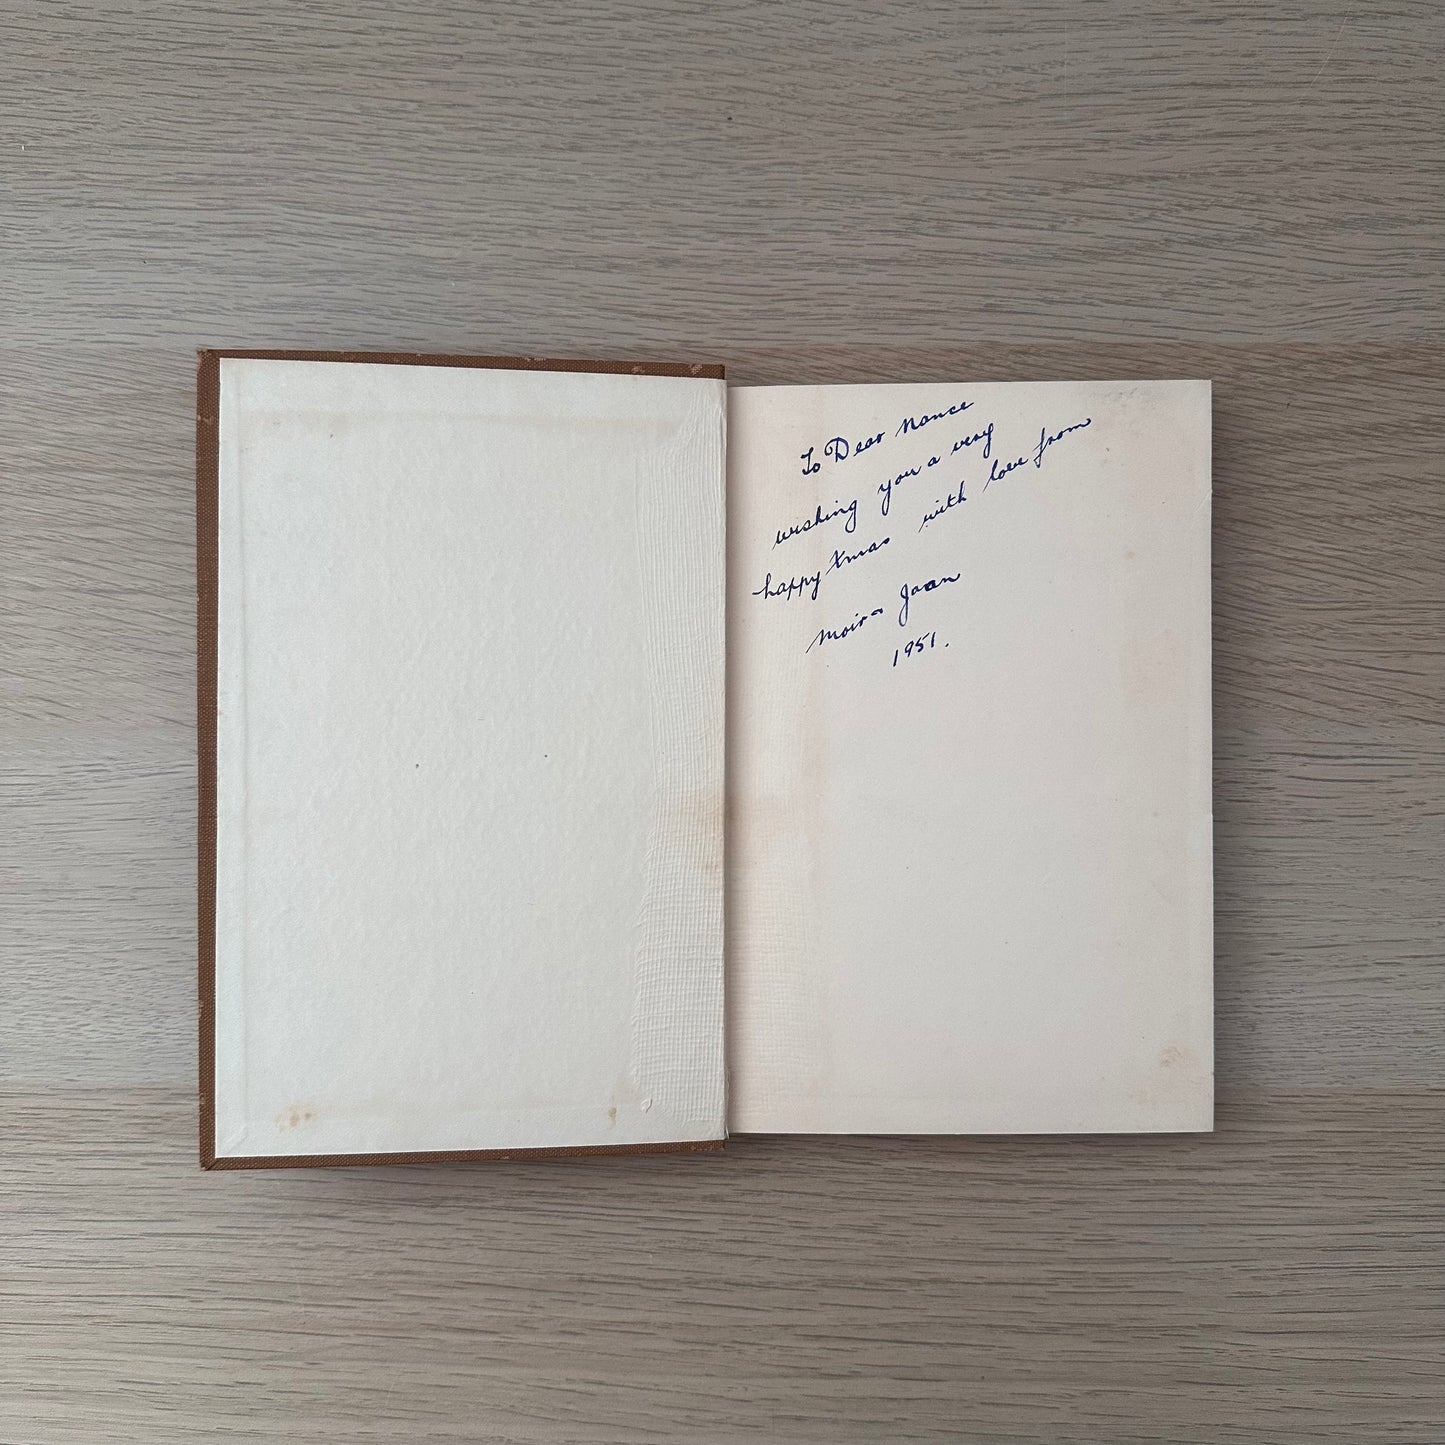 To Dear Nance
wishing you a very
happy Xmas with love from
Moira Joan
1951.